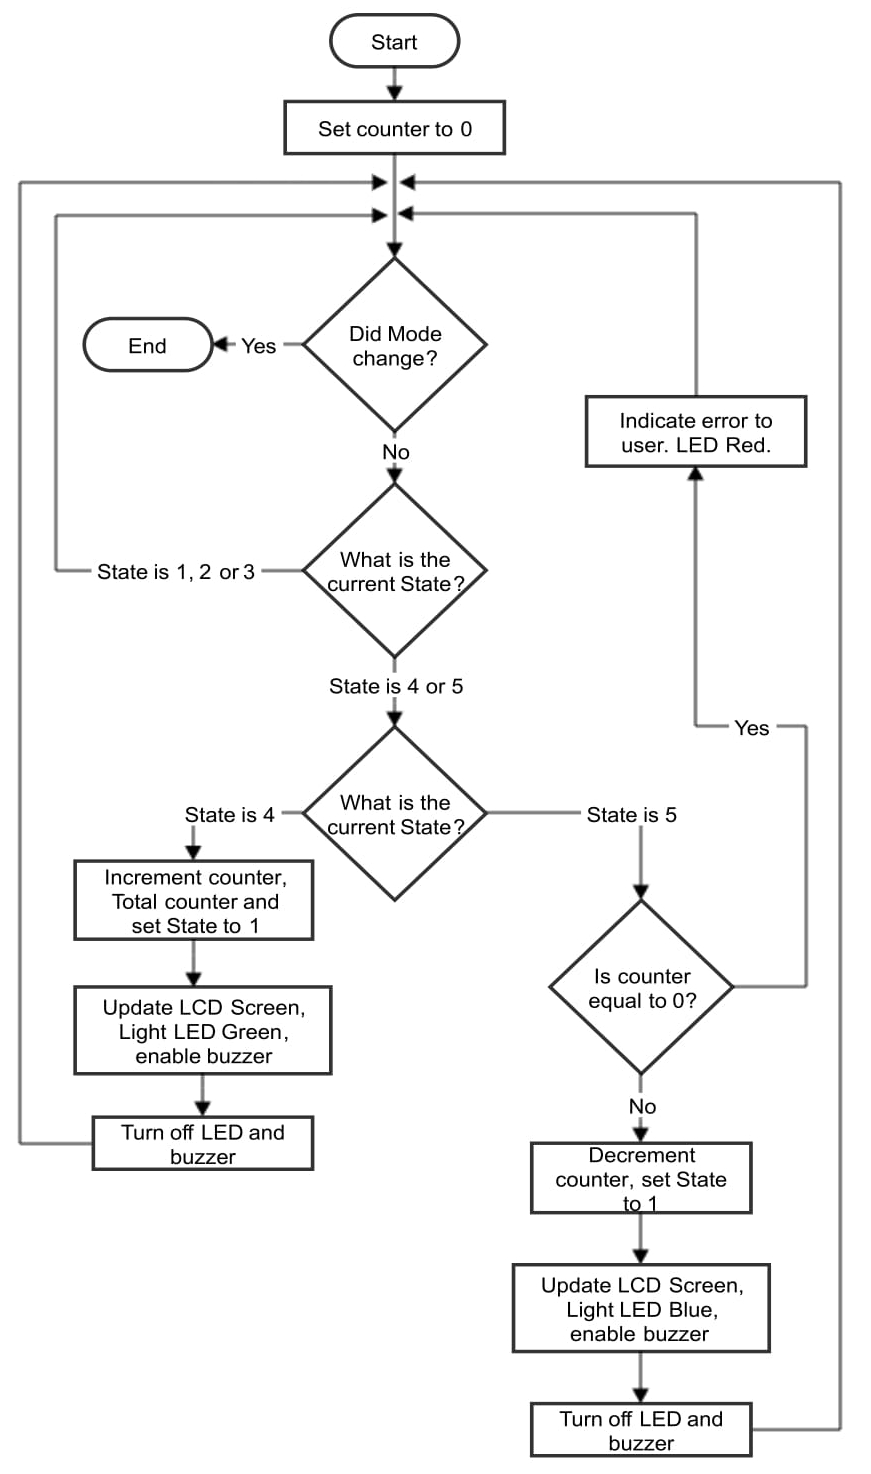 Start
Set counter to 0
Did Mode
change?
Yes
End
No
Indicate error to
user. LED Red.
What is the
current State?
State is 1, 2 or 3
State is 4 or 5
Yes
What is the
current State?
State is 4
State is 5
Increment counter,
Total counter and
set State to 1
Is counter
equal to 0?
Update LCD Screen,
Light LED Green,
enable buzzer
No
Turn off LED and
buzzer
Decrement
counter, set State
to 1
Update LCD Screen,
Light LED Blue,
enable buzzer
Turn off LED and
buzzer